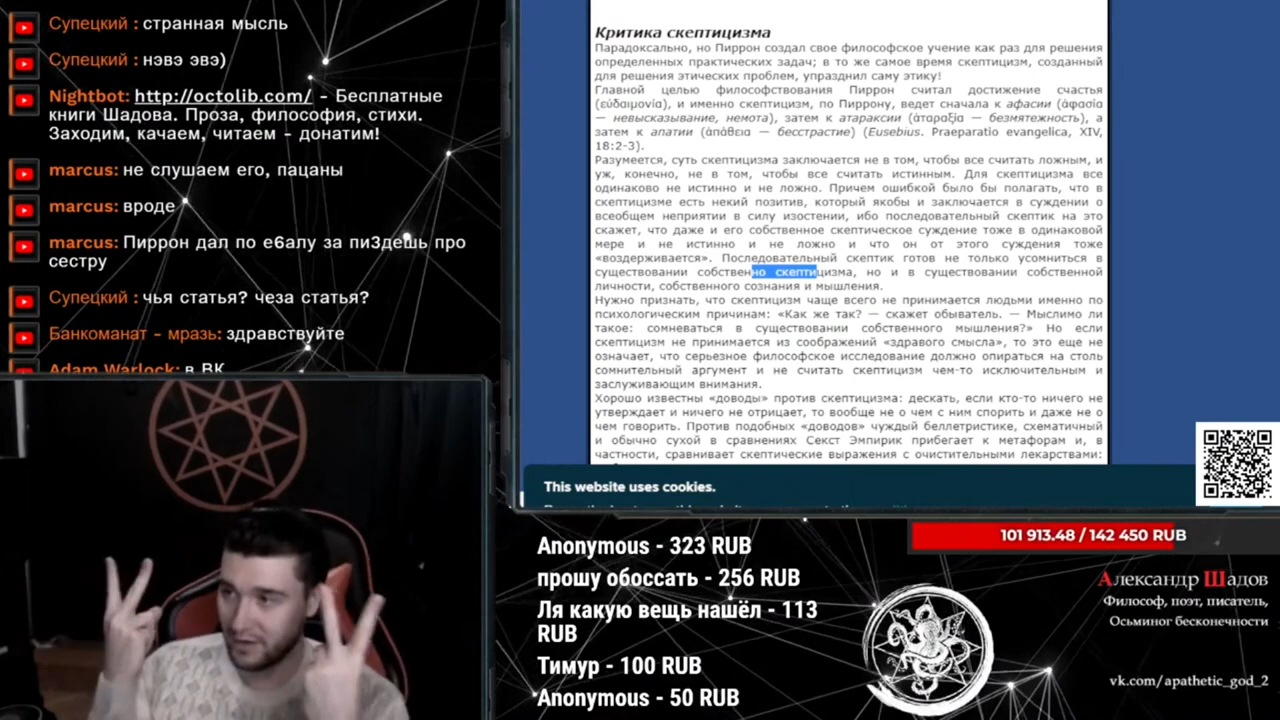 Супецкий : странная мысль
Супецкий : нэвэ эвэ)
Nightbot: http://octolib.com/ - Бесплатные
книги Шадова. Проза, философия, стихи.
Заходим, качаем, читаем - донатим!
marcus: не слушаем его, пацаны
marcus: вроде
marcus: Пиррон дал по е6алу за пи3дешь про
сестру
Супецкий : чья статья? чеза статья?
Банкоманат - мразь: здравствуйте
Adam Warlock: в ВК
Критика скептицизма
Парадоксально, но Пиррон создал свое философское учение как раз для решения
определенных практических задач; в то же самое время скептицизм, созданный
для решения этических проблем, упразднил саму этику!
Главной целью философствования Пиррон считал достижение счастья
(εὐδαιμονία), и именно скептицизм, по Пиррону, ведет сначала к афасии (ἀφασία
— невысказывание, немота), затем к атараксии (ἀταραξία — безмятежность), а
затем к апатии (ἀπάθεια — бесстрастие) (Eusebius. Praeparatio evangelica, XIV,
18:2-3).
Разумеется, суть скептицизма заключается не в том, чтобы все считать ложным, и
уж, конечно, не в том, чтобы все считать истинным. Для скептицизма все
одинаково не истинно и не ложно. Причем ошибкой было бы полагать, что в
скептицизме есть некий позитив, который якобы и заключается в суждении о
всеобщем неприятии в силу изостении, ибо последовательный скептик на это
скажет, что даже и его собственное скептическое суждение тоже в одинаковой
мере и не истинно и не ложно и что он от этого суждения тоже
«воздерживается». Последовательный скептик готов не только усомниться в
существовании собственно скептицизма, но и в существовании собственной
личности, собственного сознания и мышления.
Нужно признать, что скептицизм чаще всего не принимается людьми именно по
психологическим причинам: «Как же так? — скажет обыватель. — Мыслимо ли
такое: сомневаться в существовании собственного мышления?» Но если
скептицизм не принимается из соображений «здравого смысла», то это еще не
означает, что серьезное философское исследование должно опираться на столь
сомнительный аргумент и не считать скептицизм чем-то исключительным и
заслуживающим внимания.
Хорошо известны «доводы» против скептицизма: дескать, если кто-то ничего не
утверждает и ничего не отрицает, то вообще не о чем с ним спорить и даже не о
чем говорить. Против подобных «доводов» чуждый беллетристике, схематичный
и обычно сухой в сравнениях Секст Эмпирик прибегает к метафорам и, в
частности, сравнивает скептические выражения с очистительными лекарствами:
This website uses cookies.
Anonymous - 323 RUB
прошу обоссать - 256 RUB
Ля какую вещь нашёл - 113
RUB
Тимур - 100 RUB
Anonymous - 50 RUB
101 913.48 / 142 450 RUB
Александр Шадов
Философ, поэт, писатель,
Осьминог бесконечности
vk.com/apathetic_god_2